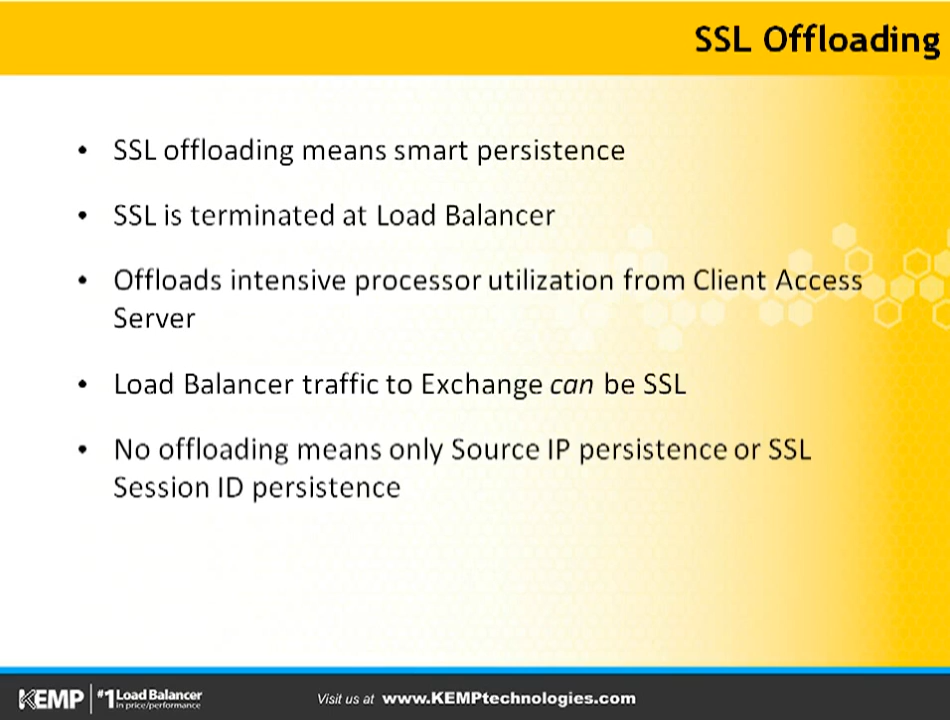 SSL Offloading
• SSL offloading means smart persistence
• SSL is terminated at Load Balancer
• Offloads intensive processor utilization from Client Access
Server
• Load Balancer traffic to Exchange can be SSL
• No offloading means only Source IP persistence or SSL
Session ID persistence
KEMP #1 Load Balancer
in price/performance
Visit us at www.KEMPtechnologies.com